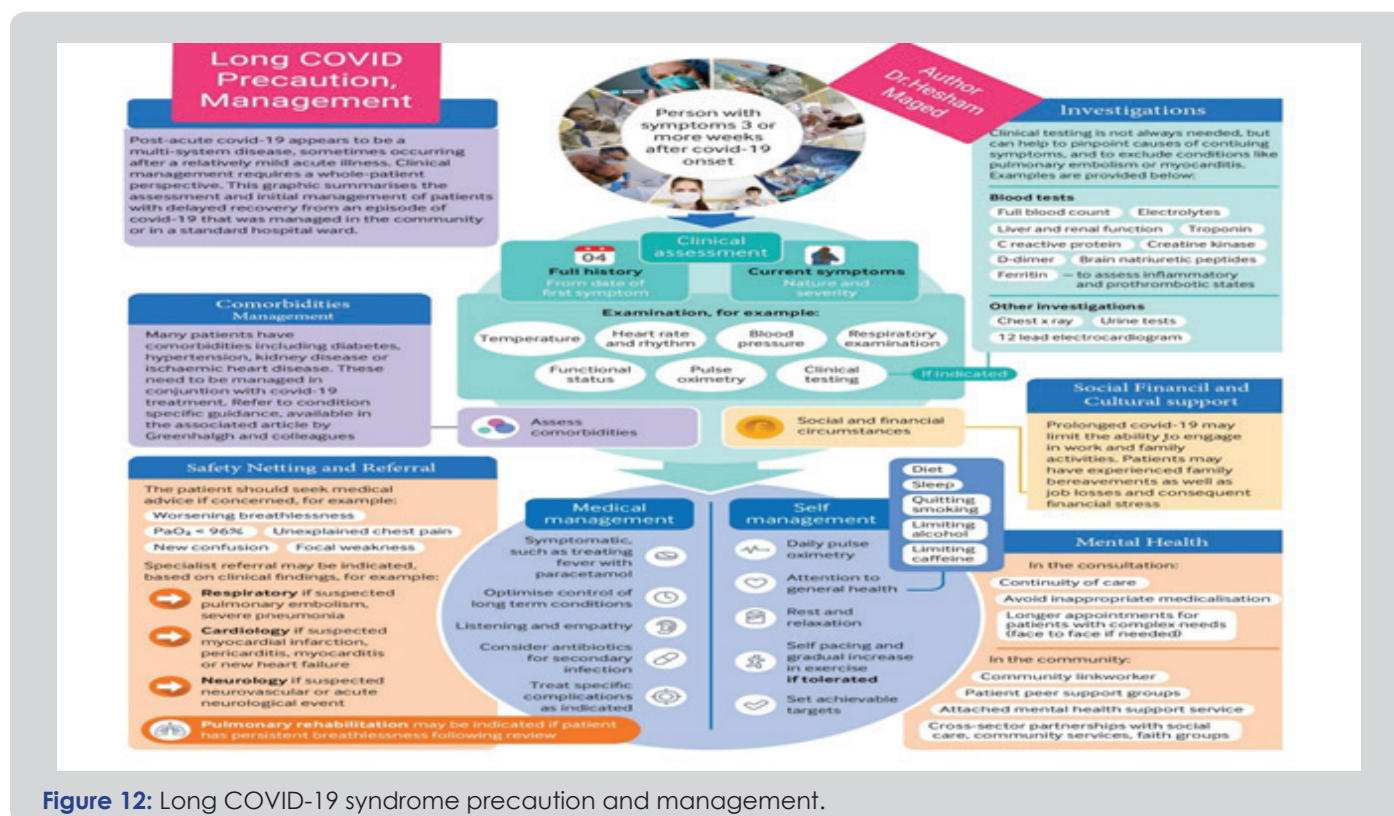 Long COVID
Precaution,
Management
Post-acute covid-19 appears to be a
multi-system disease, sometimes occurring
after a relatively mild acute illness. Clinical
management requires a whole-patient
perspective. This graphic summarises the
assessment and initial management of patients
with delayed recovery from an episode of
covid-19 that was managed in the community
or in a standard hospital ward.
Person with
symptoms 3 or
more weeks
after covid-19
onset
Author
Dr.Hesham
Maged
Investigations
Clinical testing is not always needed, but
can help to pinpoint causes of contiuing
symptoms, and to exclude conditions like
pulmonary embolism or myocarditis.
Examples are provided below:
Blood tests
Full blood count Electrolytes
Liver and renal function Troponin
C reactive protein Creatine kinase
D-dimer Brain natriuretic peptides
Ferritin – to assess inflammatory
and prothrombotic states
Other investigations
Chest x ray Urine tests
12 lead electrocardiogram
Clinical
assessment
04
Full history
From date of
first symptom
Current symptoms
Nature and
severity
Examination, for example:
Temperature
Heart rate
and rhythm
Blood
pressure
Respiratory
examination
Functional
status
Pulse
oximetry
Clinical
testing
If indicated
Comorbidities
Management
Many patients have
comorbidities including diabetes,
hypertension, kidney disease or
ischaemic heart disease. These
need to be managed in
conjuntion with covid-19
treatment. Refer to condition
specific guidance, available in
the associated article by
Greenhalgh and colleagues
Assess
comorbidities
Social and financial
circumstances
Social Financil and
Cultural support
Prolonged covid-19 may
limit the ability to engage
in work and family
activities. Patients may
have experienced family
bereavements as well as
job losses and consequent
financial stress
Safety Netting and Referral
The patient should seek medical
advice if concerned, for example:
Worsening breathlessness
PaO₂ < 96% Unexplained chest pain
New confusion Focal weakness
Specialist referral may be indicated,
based on clinical findings, for example:
Respiratory if suspected
pulmonary embolism,
severe pneumonia
Cardiology if suspected
myocardial infarction,
pericarditis, myocarditis
or new heart failure
Neurology if suspected
neurovascular or acute
neurological event
Pulmonary rehabilitation may be indicated if patient
has persistent breathlessness following review
Medical
management
Symptomatic,
such as treating
fever with
paracetamol
Optimise control of
long term conditions
Listening and empathy
Consider antibiotics
for secondary
infection
Treat specific
complications
as indicated
Self
management
Daily pulse
oximetry
Attention to
general health
Rest and
relaxation
Self pacing and
gradual increase
in exercise
if tolerated
Set achievable
targets
Diet
Sleep
Quitting
smoking
Limiting
alcohol
Limiting
caffeine
Mental Health
In the consultation:
Continuity of care
Avoid inappropriate medicalisation
Longer appointments for
patients with complex needs
(face to face if needed)
In the community:
Community linkworker
Patient peer support groups
Attached mental health support service
Cross-sector partnerships with social
care, community services, faith groups
Figure 12: Long COVID-19 syndrome precaution and management.